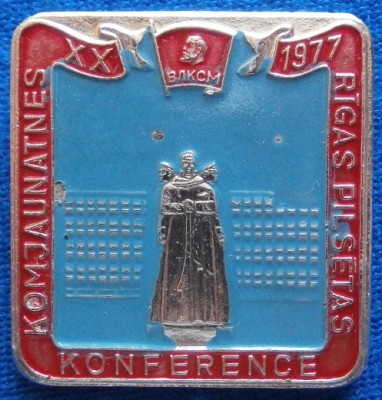 XX
ВЛКСМ
1977
KOMJAUNATNES
RĪGAS PILSĒTAS
KONFERENCE